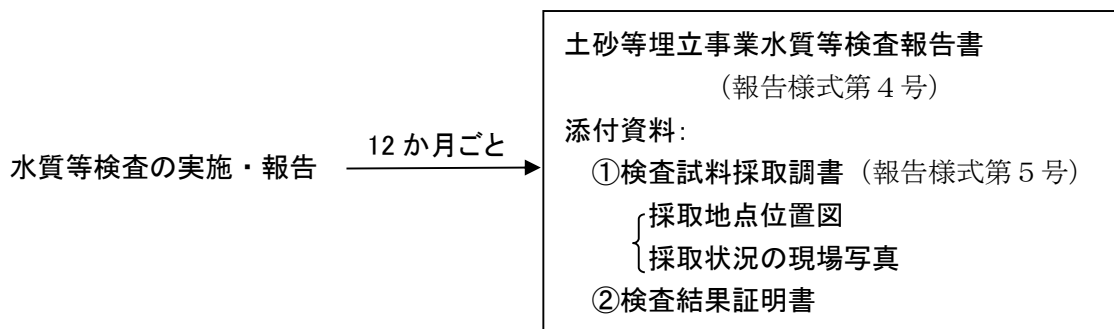 土砂等埋立事業水質等検査報告書
（報告様式第４号）
添付資料：
水質等検査の実施・報告
12 か月ごと
①検査試料採取調書（報告様式第５号）
採取地点位置図
採取状況の現場写真
②検査結果証明書